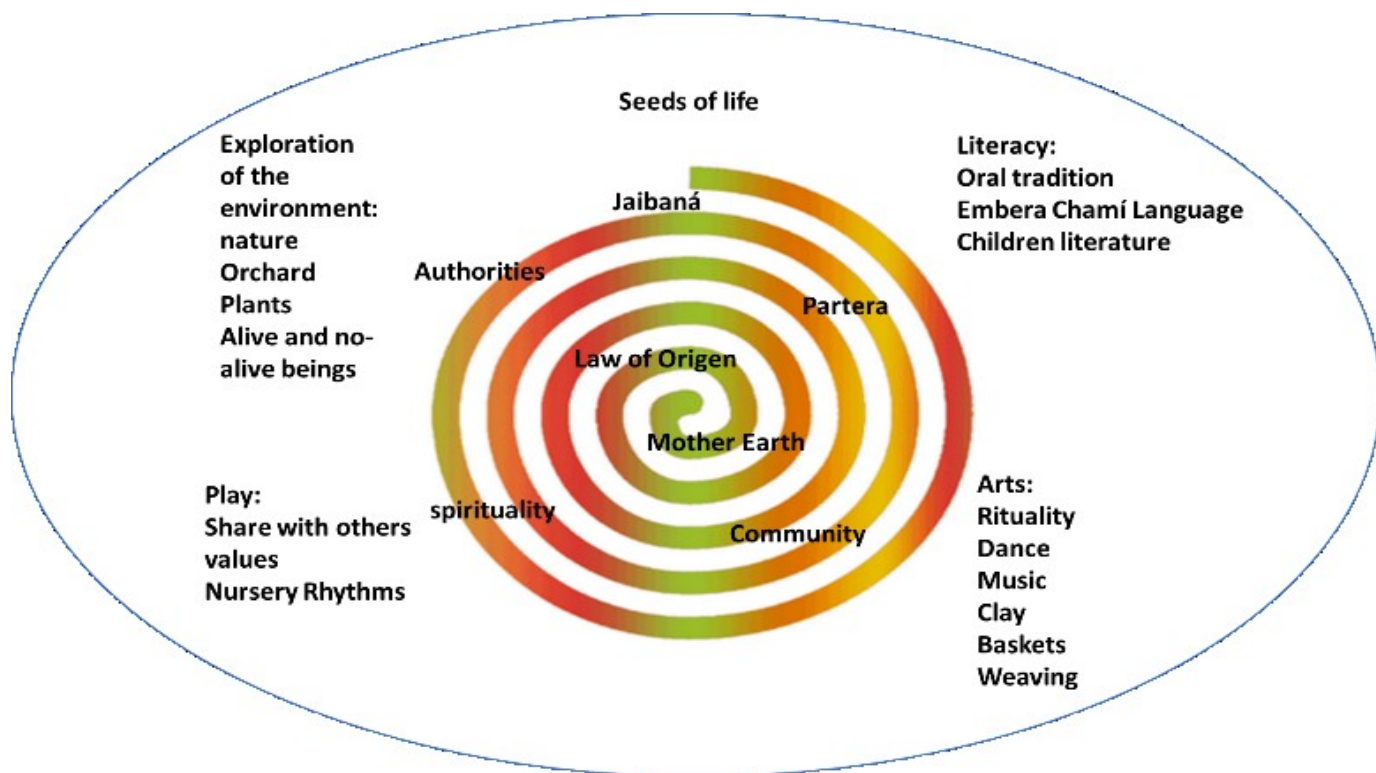 Seeds of life
Exploration
of the
environment:
nature
Orchard
Plants
Alive and no-
alive beings
Literacy:
Oral tradition
Embera Chamí Language
Children literature
Jaibaná
Authorities
Partera
Law of Origen
Mother Earth
spirituality
Community
Play:
Share with others
values
Nursery Rhythms
Arts:
Rituality
Dance
Music
Clay
Baskets
Weaving